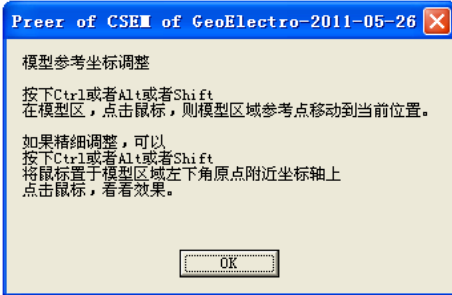 Preer of CSEM of GeoElectro-2011-05-26
模型参考坐标调整
按下Ctrl或者Alt或者Shift
在模型区，点击鼠标，则模型区域参考点移动到当前位置。
如果精细调整，可以
按下Ctrl或者Alt或者Shift
将鼠标置于模型区域左下角原点附近坐标轴上
点击鼠标，看看效果。
OK